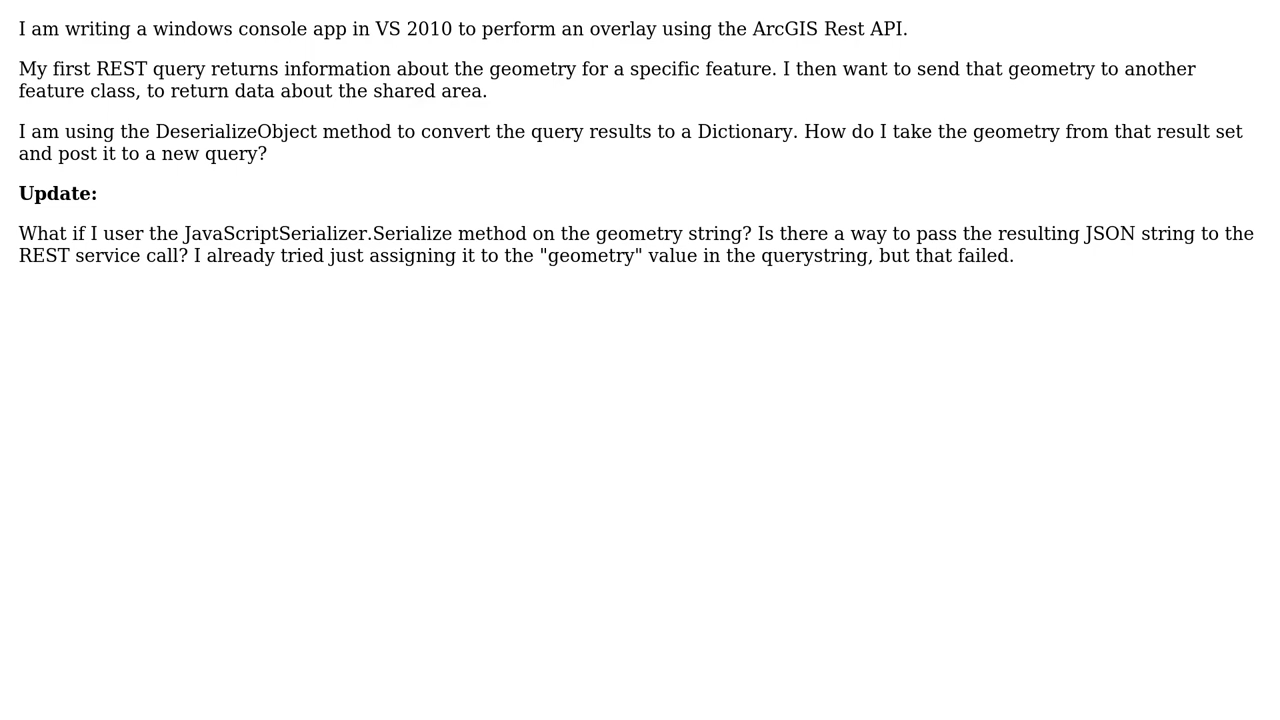 I am writing a windows console app in VS 2010 to perform an overlay using the ArcGIS Rest API.
My first REST query returns information about the geometry for a specific feature. I then want to send that geometry to another
feature class, to return data about the shared area.
I am using the DeserializeObject method to convert the query results to a Dictionary. How do I take the geometry from that result set
and post it to a new query?
Update:
What if I user the JavaScriptSerializer.Serialize method on the geometry string? Is there a way to pass the resulting JSON string to the
REST service call? I already tried just assigning it to the "geometry" value in the querystring, but that failed.